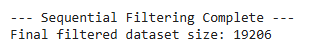 --- Sequential Filtering Complete ---
Final filtered dataset size: 19206